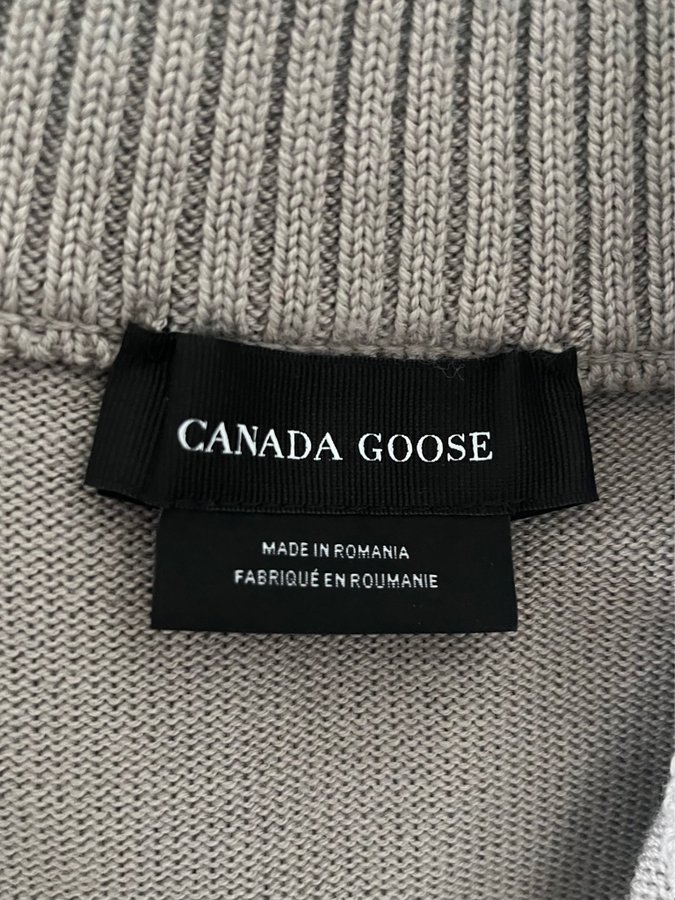 CANADA GOOSE
MADE IN ROMANIA
FABRIQUÉ EN ROUMANIE